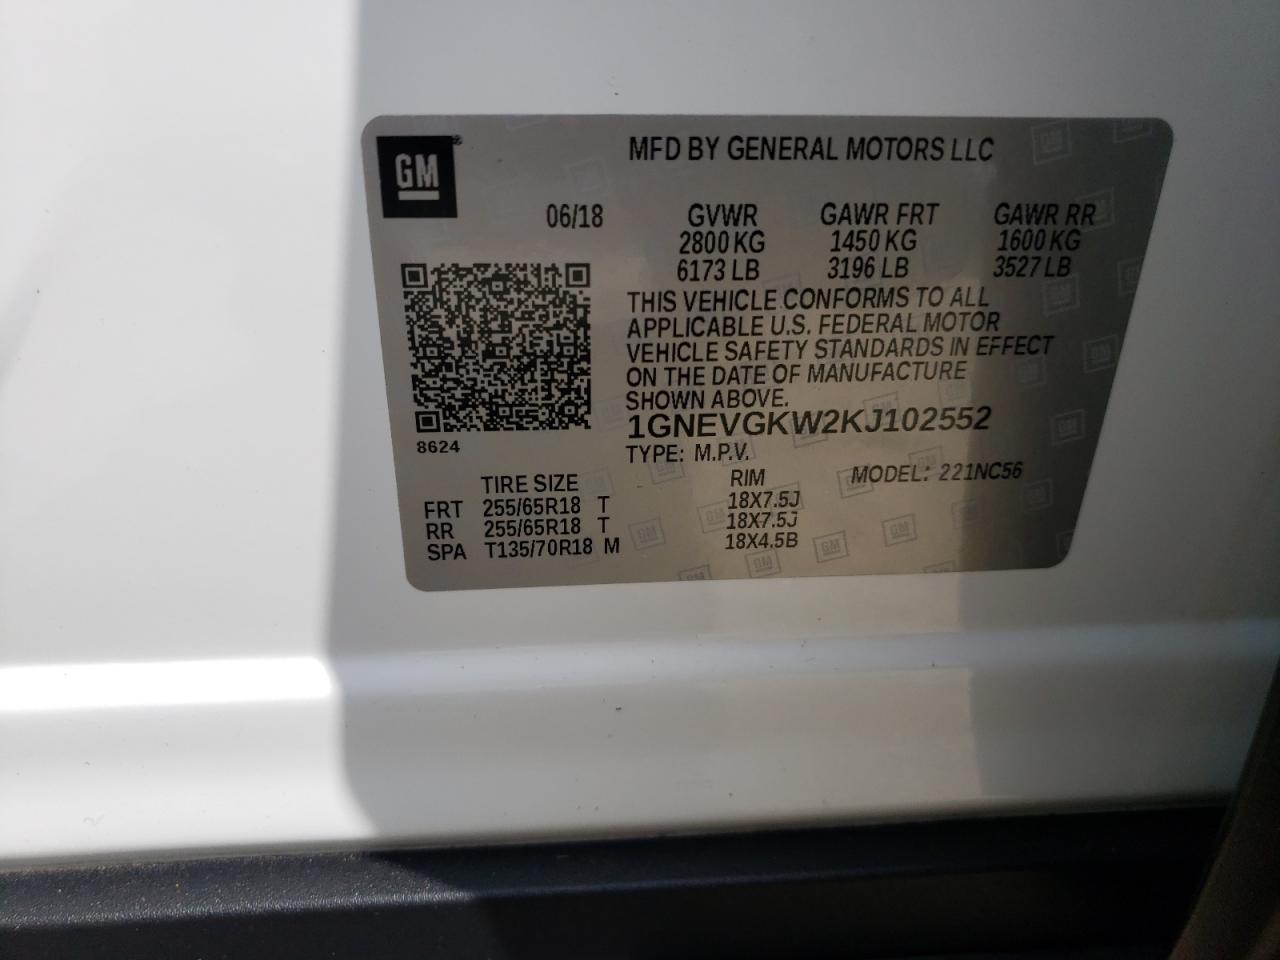 GM
MFD BY GENERAL MOTORS LLC
06/18 GVWR GAWR FRT GAWR RR
2800 KG 1450 KG 1600 KG
6173 LB 3196 LB 3527 LB
THIS VEHICLE CONFORMS TO ALL
APPLICABLE U.S. FEDERAL MOTOR
VEHICLE SAFETY STANDARDS IN EFFECT
ON THE DATE OF MANUFACTURE
SHOWN ABOVE.
1GNEVGKW2KJ102552
8624
TYPE: M.P.V.
MODEL: 221NC56
TIRE SIZE RIM
FRT 255/65R18 T 18X7.5J
RR 255/65R18 T 18X7.5J
SPA T135/70R18 M 18X4.5B